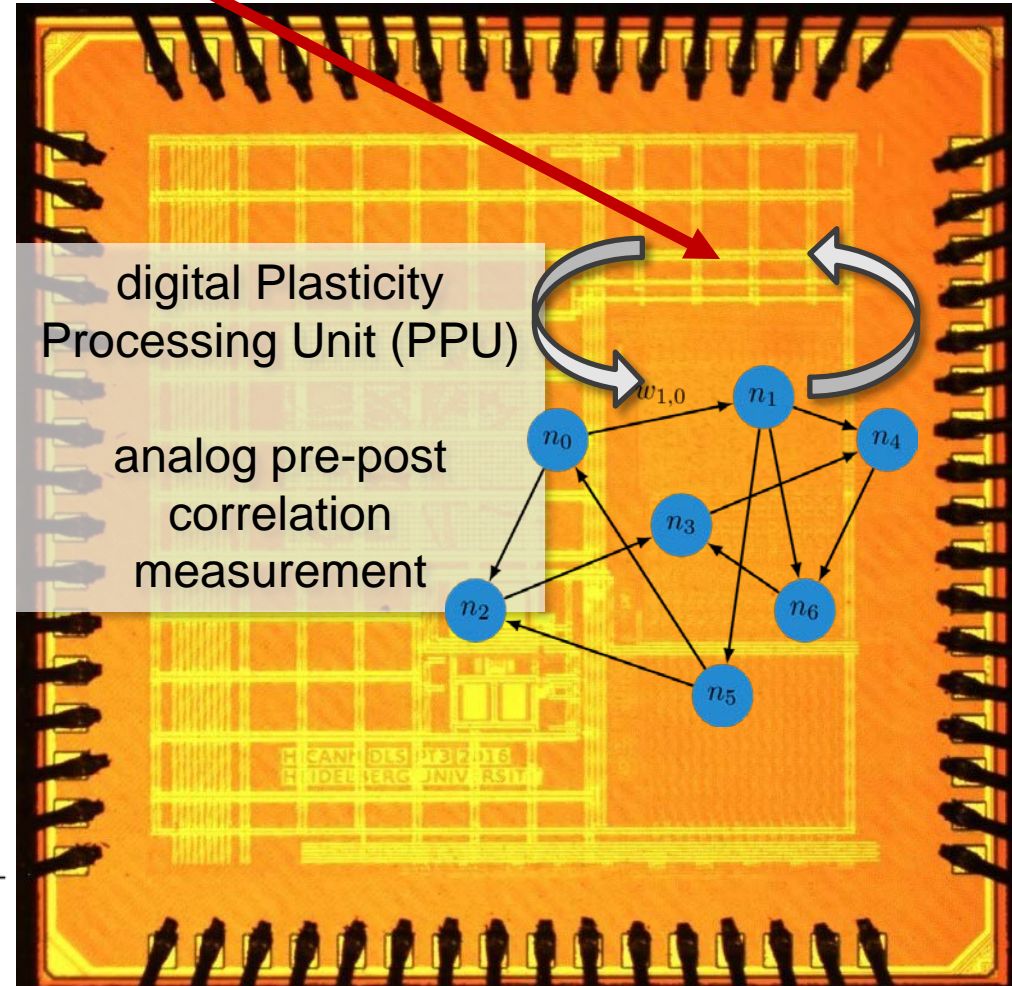 digital Plasticity
Processing Unit (PPU)
analog pre-post
correlation
measurement
w1,0
n1
n0
n4
n3
n2
n6
n5
HICANN DLS PT3 2016
HEIDELBERG UNIVERSIT